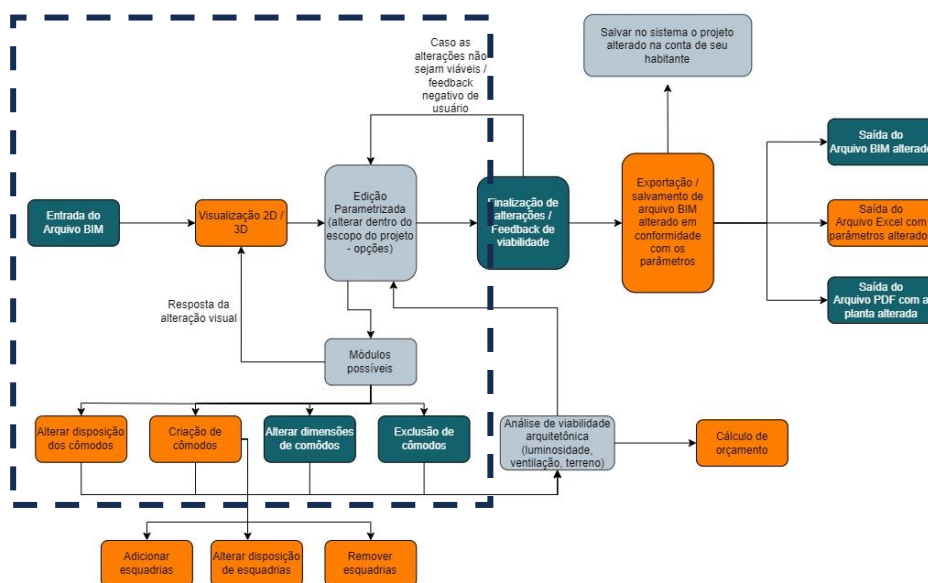 Salvar no sistema o projeto
alterado na conta de seu
habitante
Caso as
alterações não
sejam viáveis /
feedback
negativo de
usuário
Entrada do
Arquivo BIM
Visualização 2D /
3D
Edição
Parametrizada
(alterar dentro do
escopo do projeto
- opções)
Finalização de
alterações /
Feedback de
viabilidade
Exportação /
salvamento de
arquivo BIM
alterado em
conformidade
com os
parâmetros
Saída do
Arquivo BIM alterado
Saída do
Arquivo Excel com
parâmetros alterado
Saída do
Arquivo PDF com a
planta alterada
Resposta da
alteração visual
Módulos
possíveis
Alterar disposição
dos cômodos
Criação de
cômodos
Alterar dimensões
de comôdos
Exclusão de
cômodos
Análise de viabilidade
arquitetônica
(luminosidade,
ventilação, terreno)
Cálculo de
orçamento
Adicionar
esquadrias
Alterar disposição
de esquadrias
Remover
esquadrias